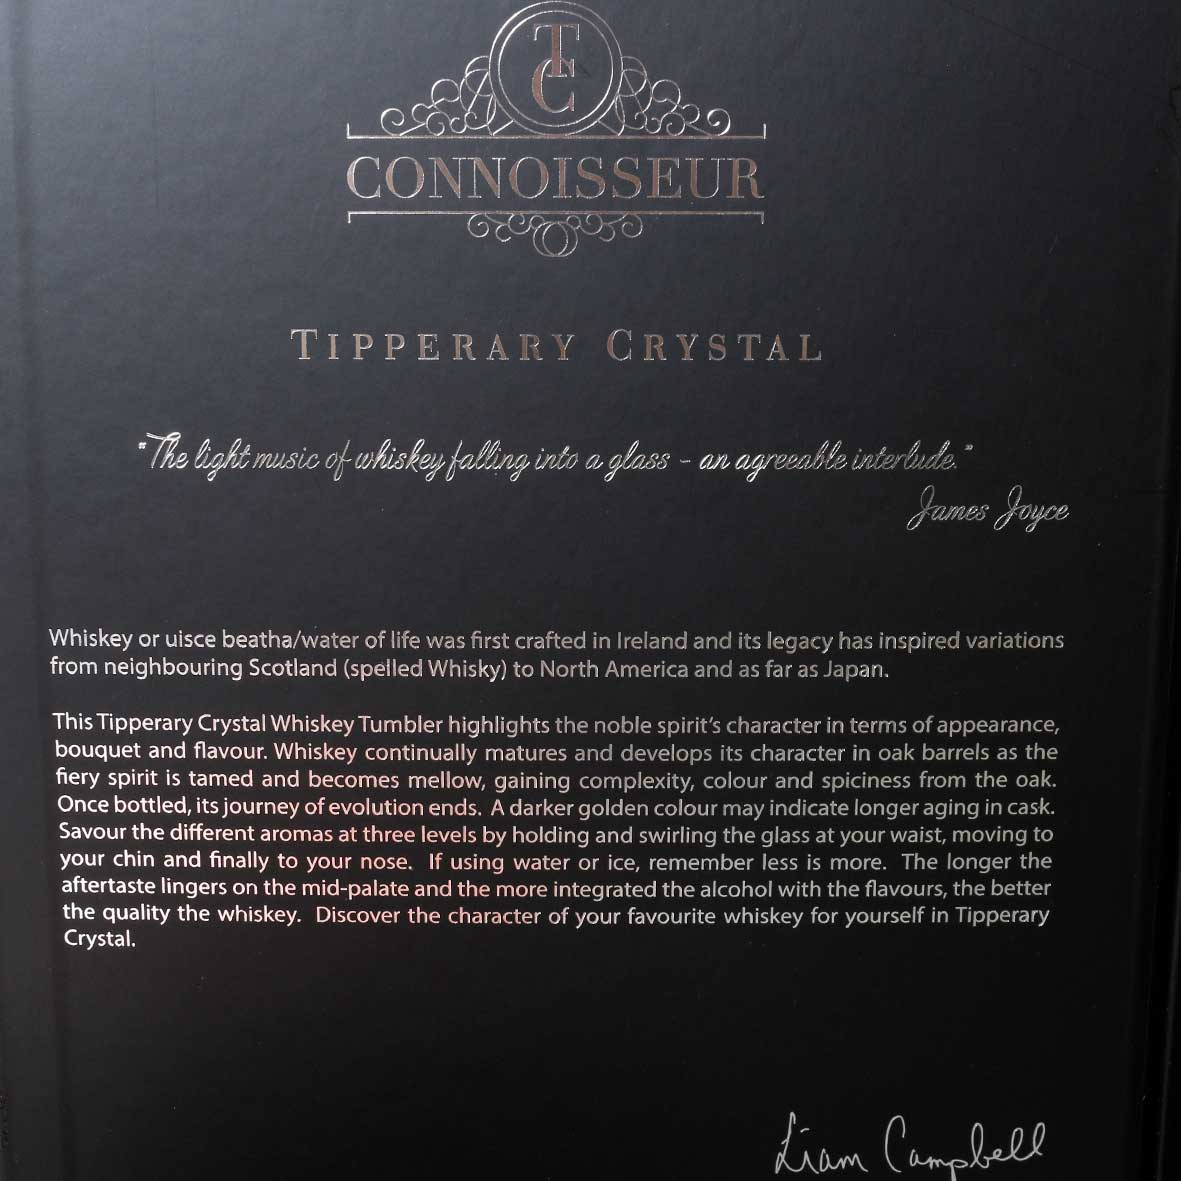 TC
CONNOISSEUR
TIPPERARY CRYSTAL
"The light music of whiskey falling into a glass - an agreeable interlude."
James Joyce
Whiskey or uisce beatha/water of life was first crafted in Ireland and its legacy has inspired variations
from neighbouring Scotland (spelled Whisky) to North America and as far as Japan.
This Tipperary Crystal Whiskey Tumbler highlights the noble spirit's character in terms of appearance,
bouquet and flavour. Whiskey continually matures and develops its character in oak barrels as the
fiery spirit is tamed and becomes mellow, gaining complexity, colour and spiciness from the oak.
Once bottled, its journey of evolution ends. A darker golden colour may indicate longer aging in cask.
Savour the different aromas at three levels by holding and swirling the glass at your waist, moving to
your chin and finally to your nose. If using water or ice, remember less is more. The longer the
aftertaste lingers on the mid-palate and the more integrated the alcohol with the flavours, the better
the quality the whiskey. Discover the character of your favourite whiskey for yourself in Tipperary
Crystal.
Liam Campbell